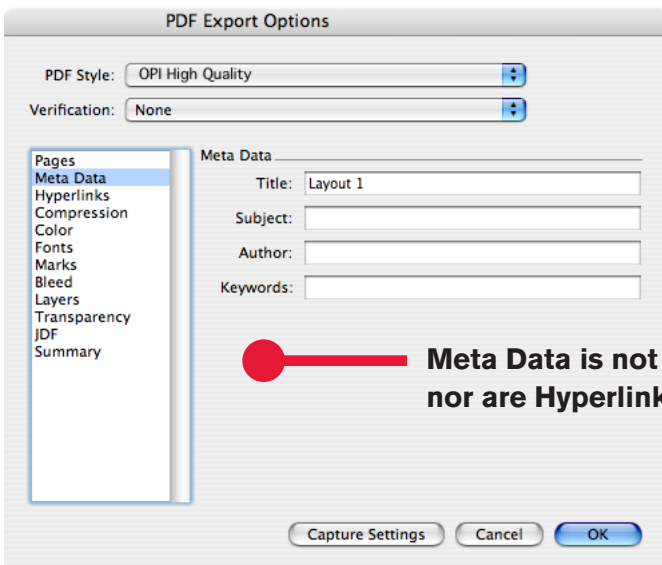 PDF Export Options
PDF Style: OPI High Quality
Verification: None
Pages
Meta Data
Hyperlinks
Compression
Color
Fonts
Marks
Bleed
Layers
Transparency
JDF
Summary
Meta Data
Title: Layout 1
Subject:
Author:
Keywords:
Meta Data is not
nor are
Capture Settings Cancel OK